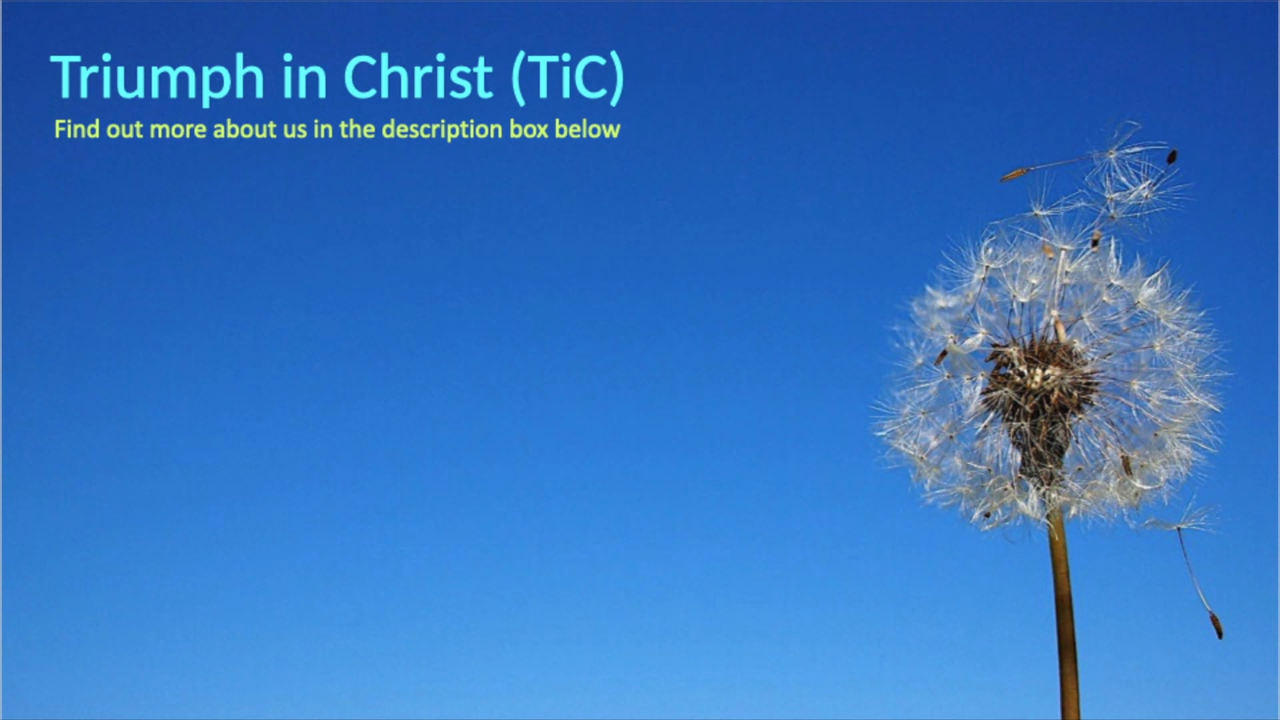 Triumph in Christ (TiC)
Find out more about us in the description box below